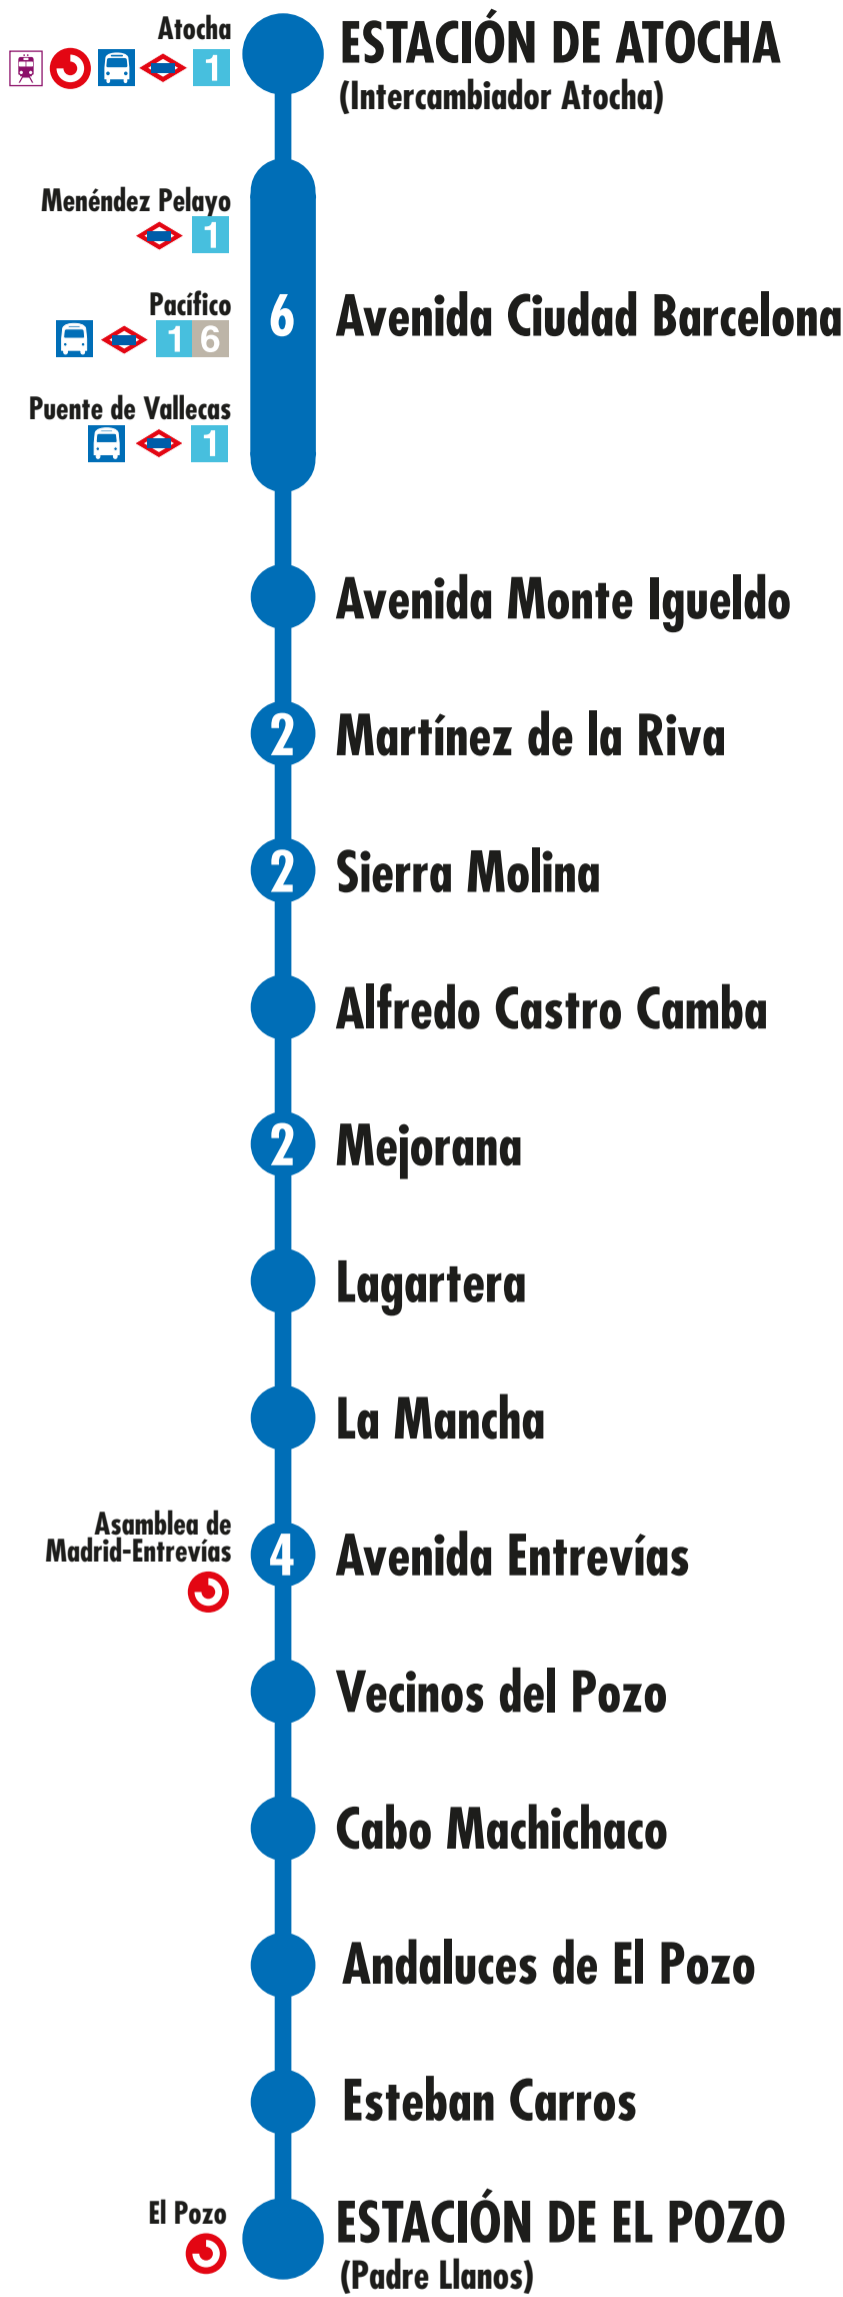 Atocha
1
ESTACIÓN DE ATOCHA
(Intercambiador Atocha)
Menéndez Pelayo
1
Pacífico
1 6
Puente de Vallecas
1
6
Avenida Ciudad Barcelona
Avenida Monte Igueldo
2
Martínez de la Riva
2
Sierra Molina
Alfredo Castro Camba
2
Mejorana
Lagartera
La Mancha
Asamblea de
Madrid-Entrevías
4
Avenida Entrevías
Vecinos del Pozo
Cabo Machichaco
Andaluces de El Pozo
Esteban Carros
El Pozo
ESTACIÓN DE EL POZO
(Padre Llanos)